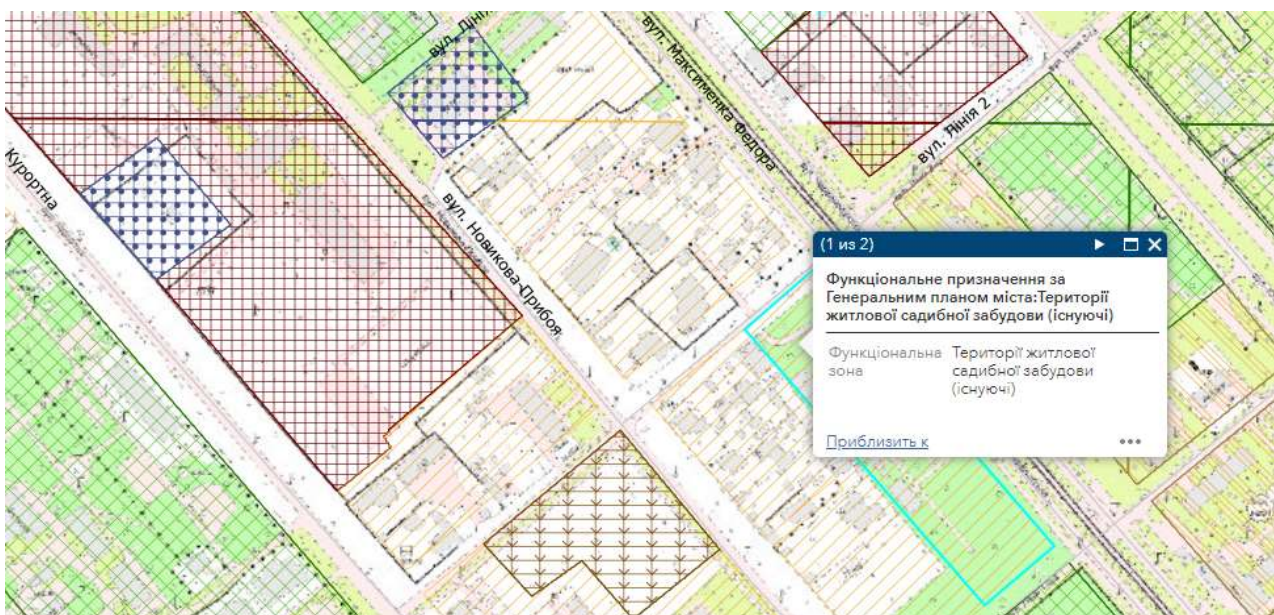 вул. Лінія
вул. Максименка Федора
вул. Лінія 2
Курортна
вул. Новикова-Прибоя
(1 из 2)
Функціональне призначення за
Генеральним планом міста:Території
житлової садибної забудови (існуючі)
Функціональна зона
Території житлової
садибної забудови
(існуючі)
Приблизить к